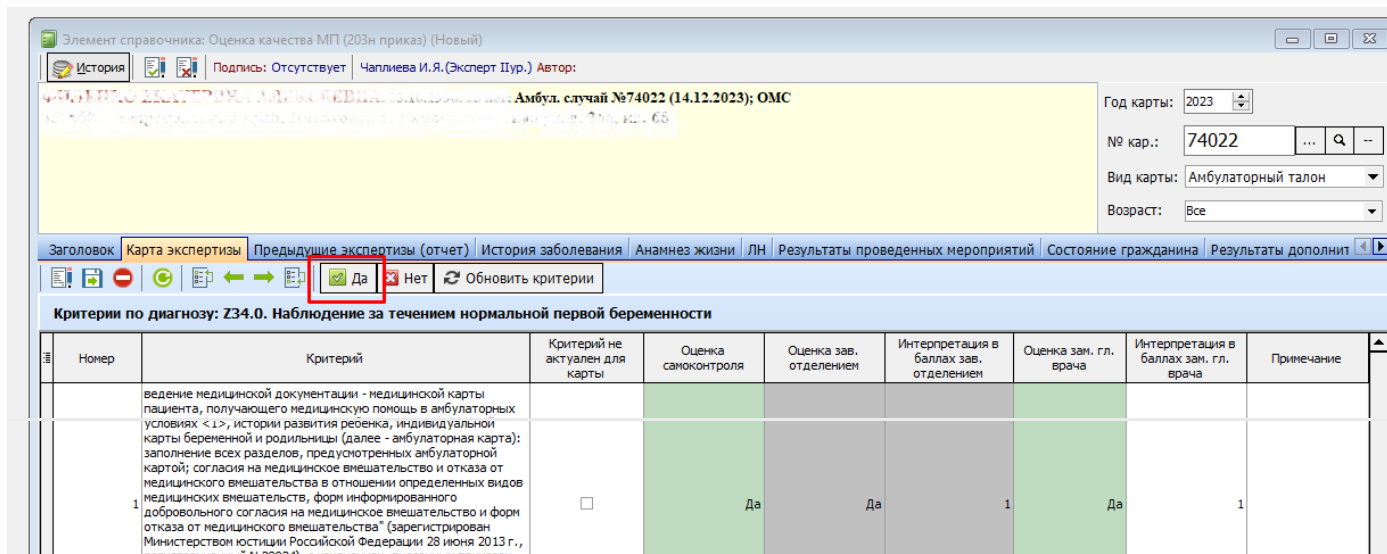 Элемент справочника: Оценка качества МП (203н приказ) (Новый)
История Подпись: Отсутствует Чаплиева И.Я.(Эксперт IIур.) Автор:
Амбул. случай №74022 (14.12.2023); ОМС
Год карты: 2023
№ кар.: 74022 ... --
Вид карты: Амбулаторный талон
Возраст: Все
Заголовок Карта экспертизы Предыдущие экспертизы (отчет) История заболевания Анамнез жизни ЛН Результаты проведенных мероприятий Состояние гражданина Результаты дополнит
Да Нет Обновить критерии
Критерии по диагнозу: Z34.0. Наблюдение за течением нормальной первой беременности
Номер Критерий Критерий не актуален для карты Оценка самоконтроля Оценка зав. отделением Интерпретация в баллах зав. отделением Оценка зам. гл. врача Интерпретация в баллах зам. гл. врача Примечание
ведение медицинской документации - медицинской карты
пациента, получающего медицинскую помощь в амбулаторных
условиях <1>, истории развития ребенка, индивидуальной
карты беременной и родильницы (далее - амбулаторная карта):
заполнение всех разделов, предусмотренных амбулаторной
картой; согласия на медицинское вмешательство и отказа от
медицинского вмешательства в отношении определенных видов
1 медицинских вмешательств, форм информированного Да Да 1 Да 1
добровольного согласия на медицинское вмешательство и форм
отказа от медицинского вмешательства" (зарегистрирован
Министерством юстиции Российской Федерации 28 июня 2013 г.,